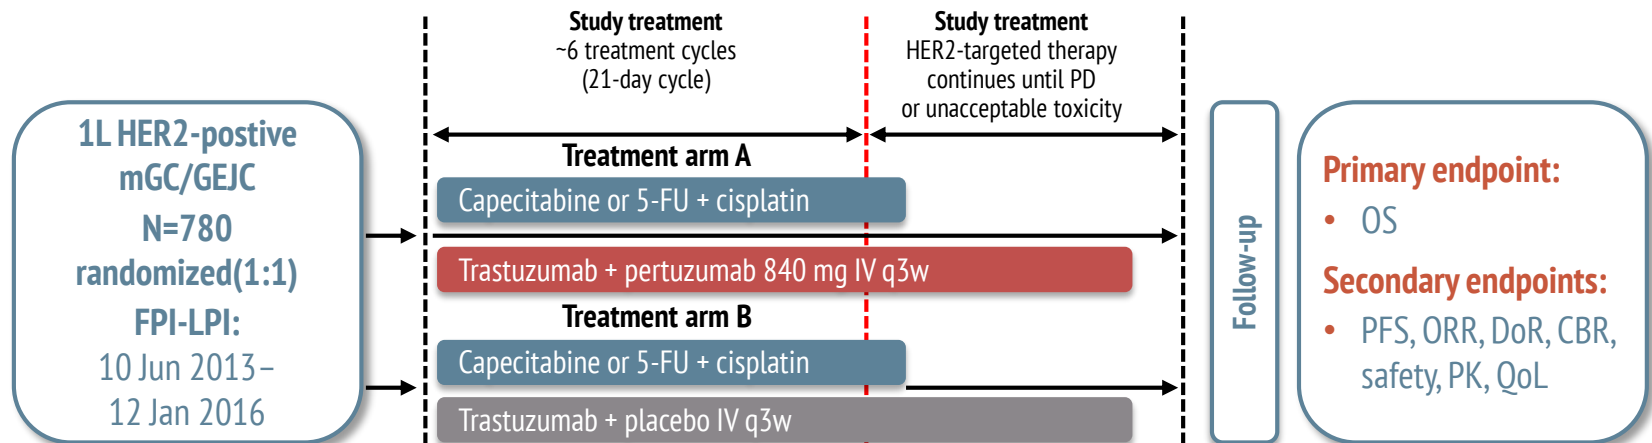 1L HER2-postive
mGC/GEJC
N=780
randomized(1:1)
FPI-LPI:
10 Jun 2013–
12 Jan 2016
Study treatment
~6 treatment cycles
(21-day cycle)
Study treatment
HER2-targeted therapy
continues until PD
or unacceptable toxicity
Treatment arm A
Capecitabine or 5-FU + cisplatin
Trastuzumab + pertuzumab 840 mg IV q3w
Treatment arm B
Capecitabine or 5-FU + cisplatin
Trastuzumab + placebo IV q3w
Follow-up
Primary endpoint:
• OS
Secondary endpoints:
• PFS, ORR, DoR, CBR,
safety, PK, QoL